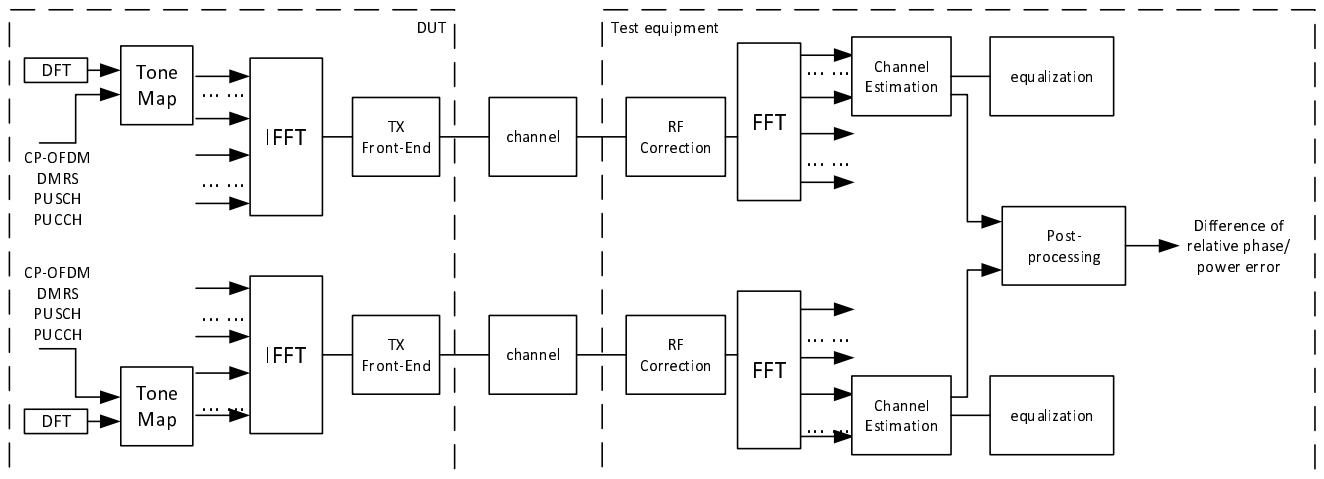 DUT
Test equipment
DFT
Tone
Map
... ...
... ...
CP-OFDM
DMRS
PUSCH
PUCCH
IFFT
TX
Front-End
channel
RF
Correction
FFT
... ...
... ...
Channel
Estimation
equalization
Post-
processing
Difference of
relative phase/
power error
CP-OFDM
DMRS
PUSCH
PUCCH
DFT
Tone
Map
... ...
... ...
IFFT
TX
Front-End
channel
RF
Correction
FFT
... ...
... ...
Channel
Estimation
equalization